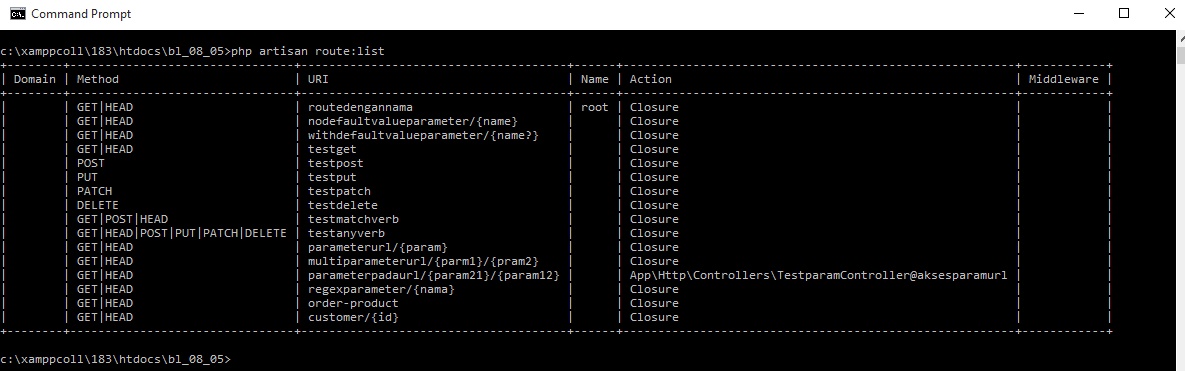 Command Prompt
c:\xamppcoll\183\htdocs\bl_08_05>php artisan route:list
+--------+--------------------------------+----------------------------------------+------+--------------------------------------------------------+------------+
| Domain | Method | URI | Name | Action | Middleware |
+--------+--------------------------------+----------------------------------------+------+--------------------------------------------------------+------------+
| | GET|HEAD | routedengannama | root | Closure | |
| | GET|HEAD | nodefaultvalueparameter/{name} | | Closure | |
| | GET|HEAD | withdefaultvalueparameter/{name?} | | Closure | |
| | GET|HEAD | testget | | Closure | |
| | POST | testpost | | Closure | |
| | PUT | testput | | Closure | |
| | PATCH | testpatch | | Closure | |
| | DELETE | testdelete | | Closure | |
| | GET|POST|HEAD | testmatchverb | | Closure | |
| | GET|HEAD|POST|PUT|PATCH|DELETE | testanyverb | | Closure | |
| | GET|HEAD | parameterurl/{param} | | Closure | |
| | GET|HEAD | multiparameterurl/{parm1}/{pram2} | | Closure | |
| | GET|HEAD | parameterpadaurl/{param21}/{param12} | | App\Http\Controllers\TestparamController@aksesparamurl | |
| | GET|HEAD | regexparameter/{nama} | | Closure | |
| | GET|HEAD | order-product | | Closure | |
| | GET|HEAD | customer/{id} | | Closure | |
+--------+--------------------------------+----------------------------------------+------+--------------------------------------------------------+------------+
c:\xamppcoll\183\htdocs\bl_08_05>